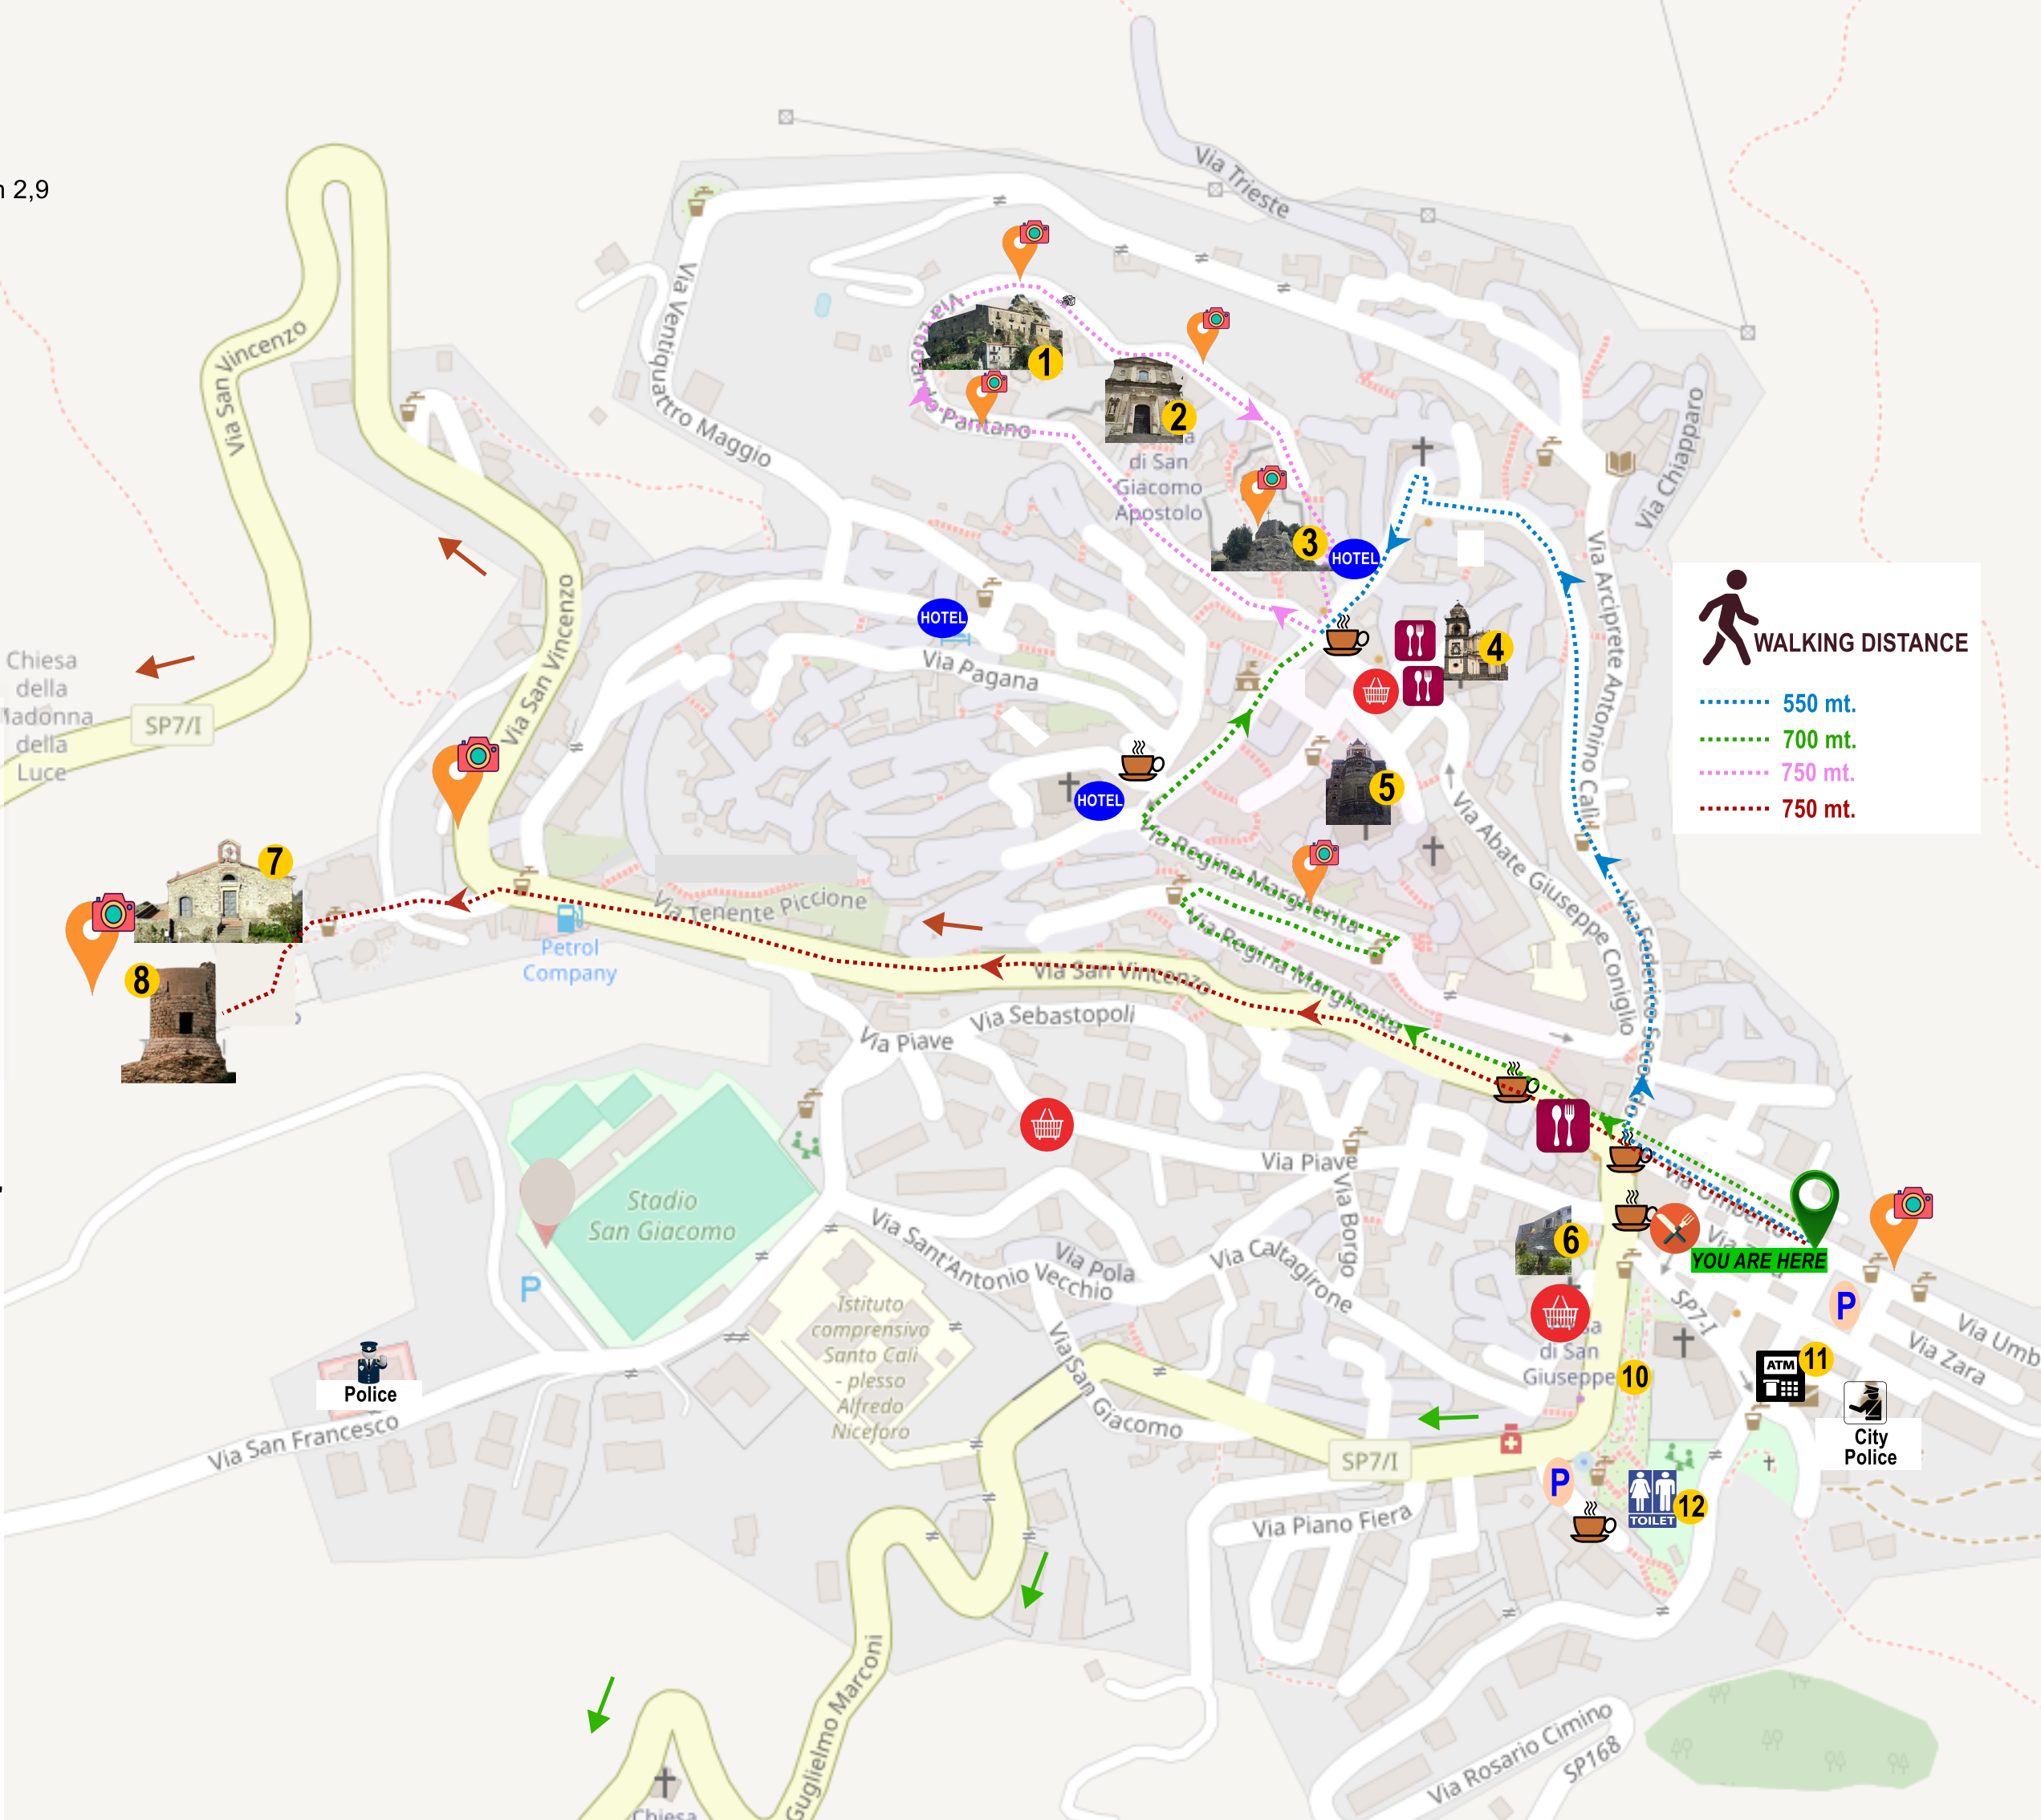 2,9
Via Trieste
Via San Vincenzo
Via Ventiquattro Maggio
1
Pantano
2
di San
Giacomo
Apostolo
Via Chiapparo
3
HOTEL
HOTEL
Via Arciprete Antonino Calì
WALKING DISTANCE
550 mt.
700 mt.
750 mt.
750 mt.
4
Chiesa
della
Madonna
della
Luce
SP7/I
Via San Vincenzo
Via Pagana
HOTEL
5
Via Abate Giuseppe Coniglio
Via Regina Margherita
7
Via Tenente Piccione
Petrol
Company
8
Via San Vincenzo
Via Regina Margherita
Via Sebastopoli
Via Piave
Via Piave
Stadio
San Giacomo
P
Via Borgo
Via Sant'Antonio Vecchio
Via Pola
Via Caltagirone
6
YOU ARE HERE
P
SP7-I
Via Zara
Via Umb
Istituto
comprensivo
Santo Calì
- plesso
Alfredo
Niceforo
di San
Giuseppe
10
ATM
11
City
Police
Police
Via San Francesco
Via San Giacomo
SP7/I
P
TOILET
12
Via Piano Fiera
Guglielmo Marconi
Via Rosario Cimino
SP168
Chiesa